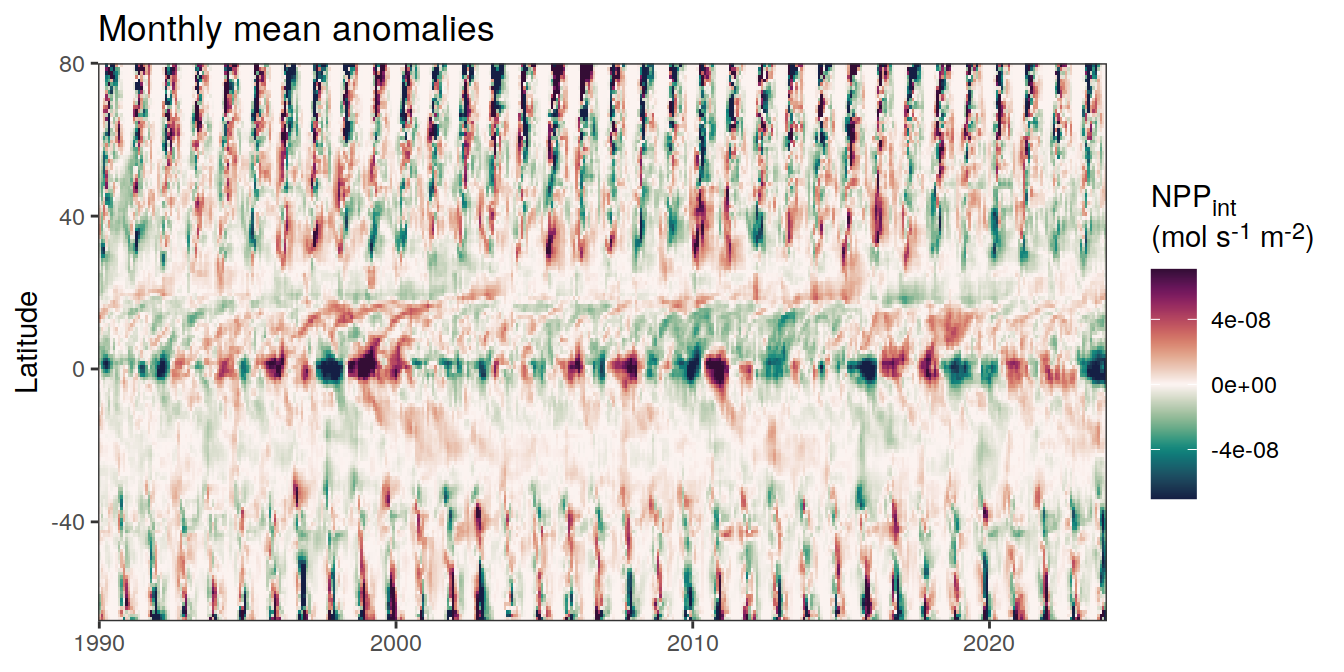 Monthly mean anomalies
80
40
0
-40
Latitude
1990
2000
2010
2020
NPPint
(mol s-1 m-2)
4e-08
0e+00
-4e-08